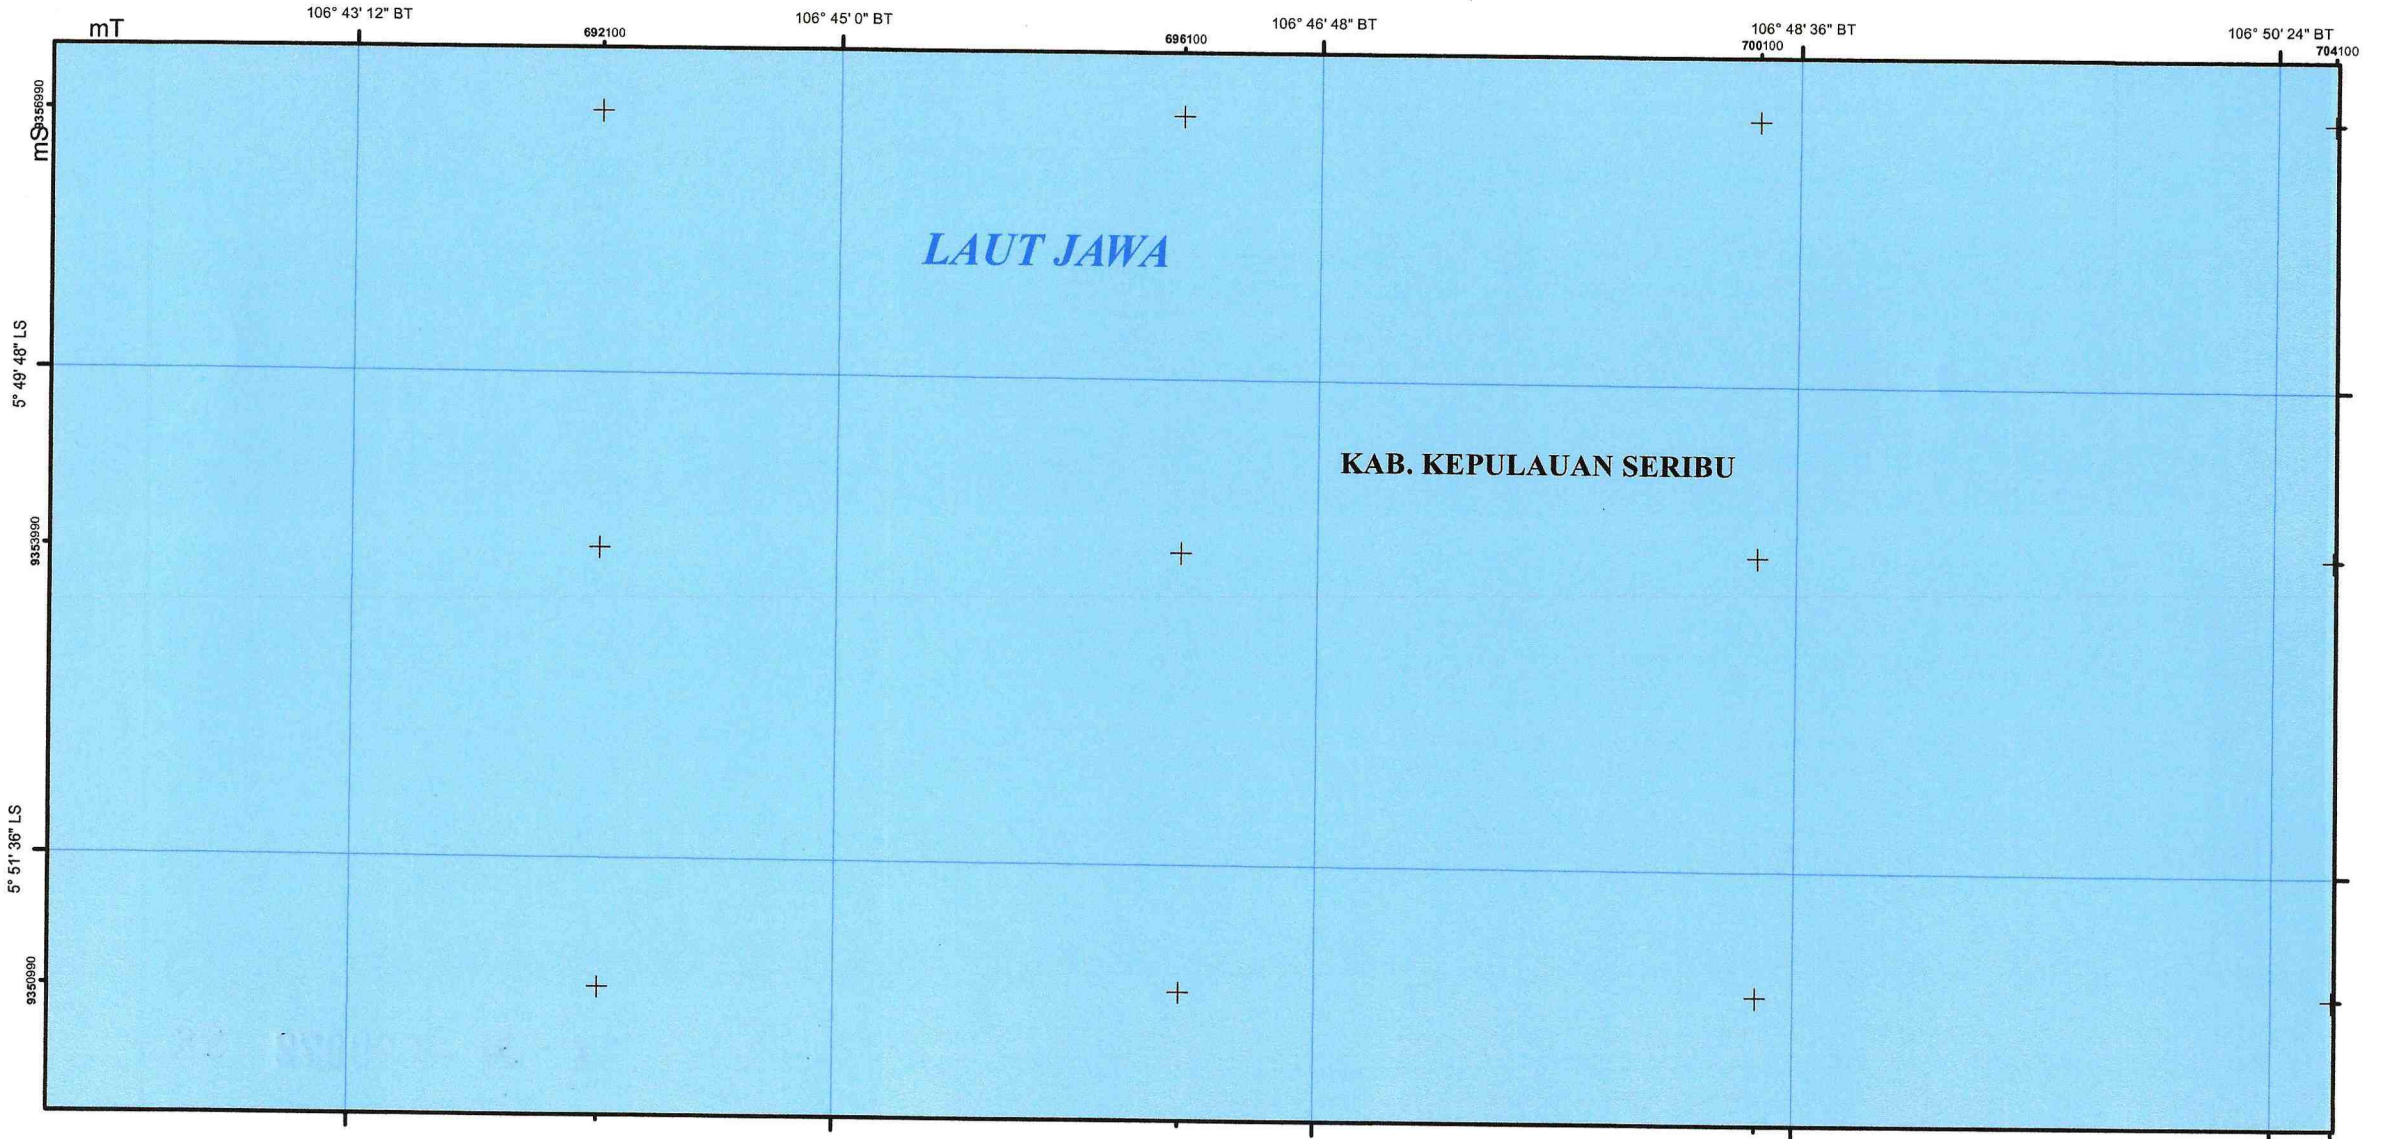 mT
106° 43' 12" BT
692100
106° 45' 0" BT
696100
106° 46' 48" BT
700100
106° 48' 36" BT
106° 50' 24" BT
704100
9356990
mS
LAUT JAWA
5° 49' 48" LS
KAB. KEPULAUAN SERIBU
9353990
5° 51' 36" LS
9350990